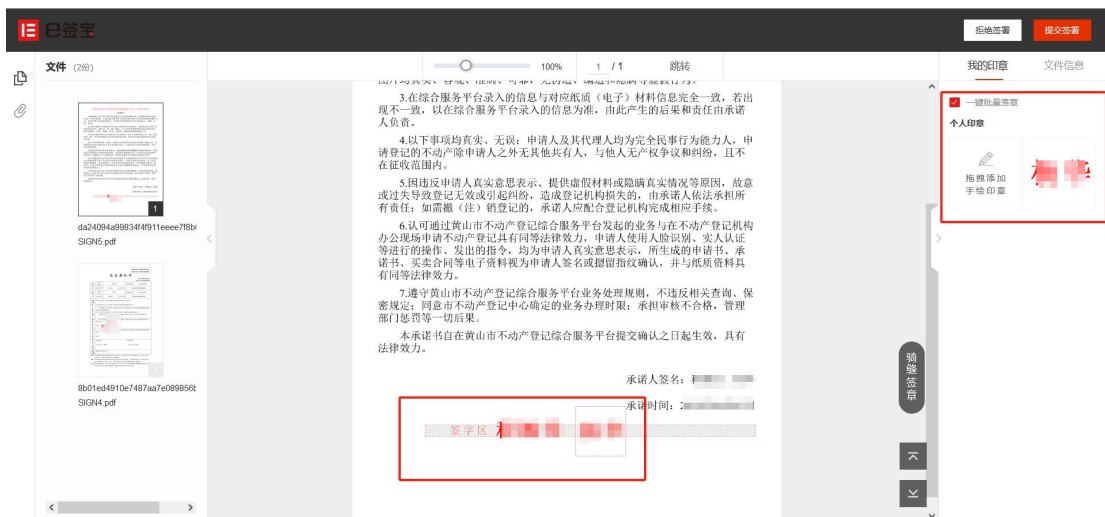 E签宝
拒绝签署
提交签署
文件 (2份)
100%
1 / 1
跳转
我的印章
文件信息
1
da24094a99834f4f911eeee7f8b
SIGN5.pdf
8b01ed4910e7487aa7e089856b
SIGN4.pdf
3.在综合服务平台录入的信息与对应纸质（电子）材料信息完全一致，若出
现不一致，以在综合服务平台录入的信息为准，由此产生的后果和责任由承诺
人负责。
4.以下事项均真实、无误：申请人及其代理人均为完全民事行为能力人，申
请登记的不动产除申请人之外无其他共有人，与他人无产权争议和纠纷，且不
在征收范围内。
5.因违反申请人真实意思表示、提供虚假材料或隐瞒真实情况等原因，故意
或过失导致登记无效或引起纠纷，造成登记机构损失的，由承诺人依法承担所
有责任；如需撤（注）销登记的，承诺人应配合登记机构完成相应手续。
6.认可通过黄山市不动产登记综合服务平台发起的业务与在不动产登记机构
办公现场申请不动产登记具有同等法律效力，申请人使用人脸识别、实人认证
等进行的操作、发出的指令，均为申请人真实意思表示，所生成的申请书、承
诺书、买卖合同等电子资料视为申请人签名或摁留指纹确认，并与纸质资料具
有同等法律效力。
7.遵守黄山市不动产登记综合服务平台业务处理规则，不违反相关查询、保
密规定；同意市不动产登记中心确定的业务办理时限；承担审核不合格，管理
部门惩罚等一切后果。
本承诺书自在黄山市不动产登记综合服务平台提交确认之日起生效，具有
法律效力。
承诺人签名：
承诺时间：2
签字区
骑缝签章
一键批量落章
个人印章
拖拽添加
手绘印章